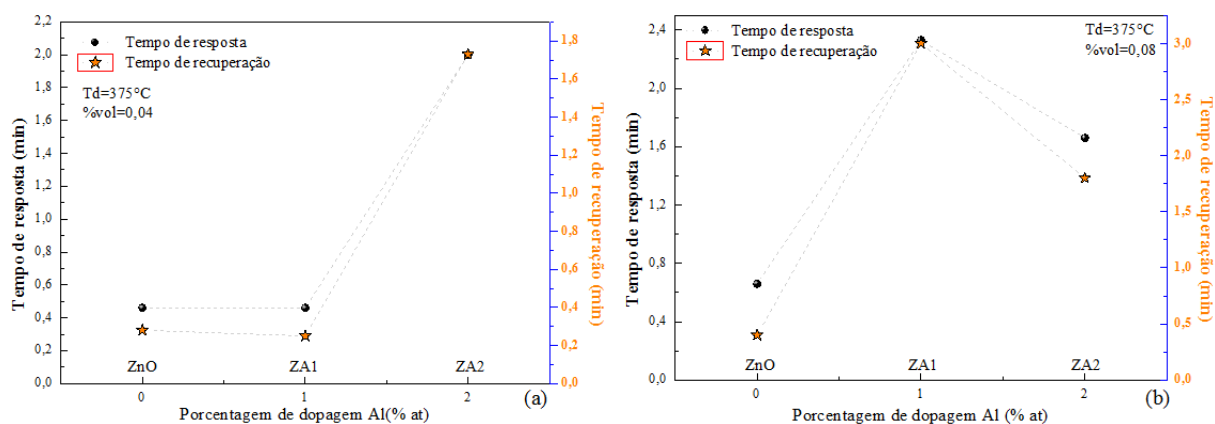 2,2
2,0
1,8
1,6
1,4
1,2
1,0
0,8
0,6
0,4
0,2
0,0
Tempo de resposta (min)
Tempo de resposta
Tempo de recuperação
Td=375°C
%vol=0,04
ZnO
ZA1
ZA2
0
1
2
Porcentagem de dopagem Al(% at)
(a)
1,8
1,6
1,4
1,2
1,0
0,8
0,6
0,4
0,2
0,0
Tempo de recuperação (min)
2,4
2,0
1,6
1,2
0,8
0,4
0,0
Tempo de resposta (min)
Tempo de resposta
Tempo de recuperação
Td=375°C
%vol=0,08
ZnO
ZA1
ZA2
0
1
2
Porcentagem de dopagem Al (% at)
(b)
3,0
2,5
2,0
1,5
1,0
0,5
0,0
Tempo de recuperação (min)